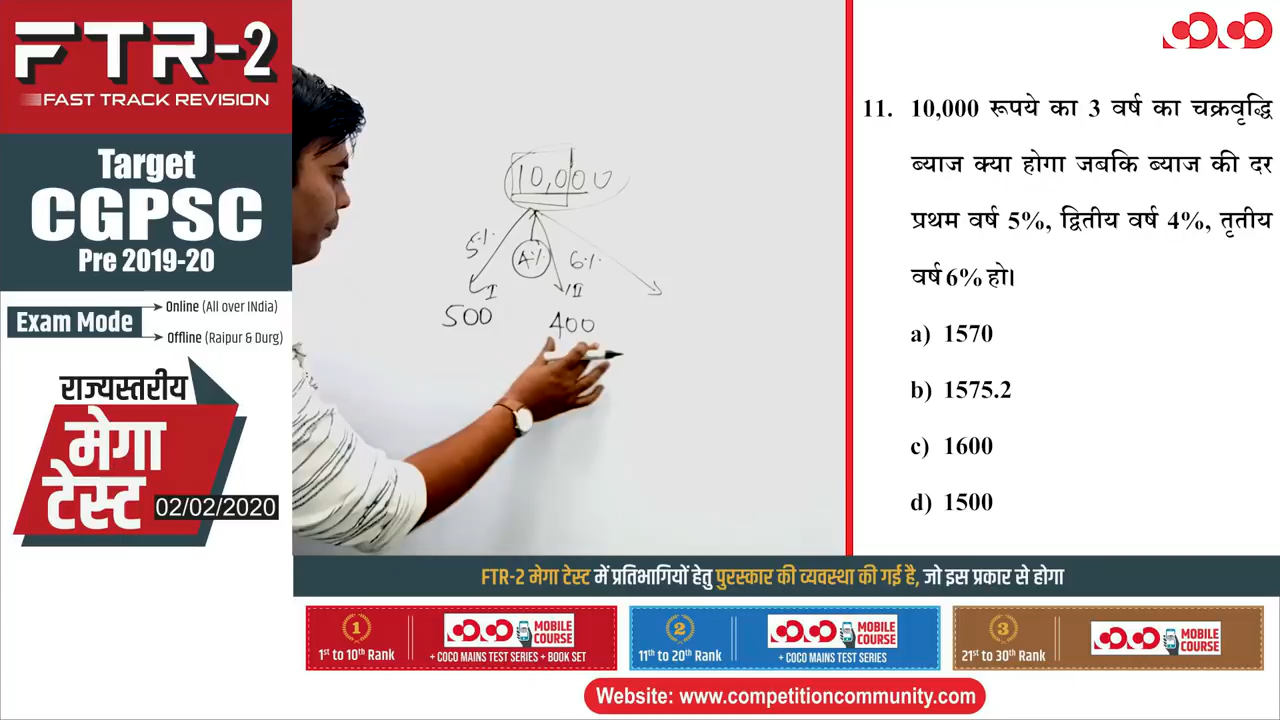 FTR-2
FAST TRACK REVISION
Target
CGPSC
Pre 2019-20
Exam Mode
Online (All over INdia)
Offline (Raipur & Durg)
राज्यस्तरीय
मेगा
टेस्ट
02/02/2020
10,000
5%
4%
6%
I
II
500
400
COCO
11. 10,000 रूपये का 3 वर्ष का चक्रवृद्धि
ब्याज क्या होगा जबकि ब्याज की दर
प्रथम वर्ष 5%, द्वितीय वर्ष 4%, तृतीय
वर्ष 6% हो।
a) 1570
b) 1575.2
c) 1600
d) 1500
FTR-2 मेगा टेस्ट में प्रतिभागियों हेतु पुरस्कार की व्यवस्था की गई है, जो इस प्रकार से होगा
1
1st to 10th Rank
COCO MOBILE COURSE
+ COCO MAINS TEST SERIES + BOOK SET
2
11th to 20th Rank
COCO MOBILE COURSE
+ COCO MAINS TEST SERIES
3
21st to 30th Rank
COCO MOBILE COURSE
Website: www.competitioncommunity.com